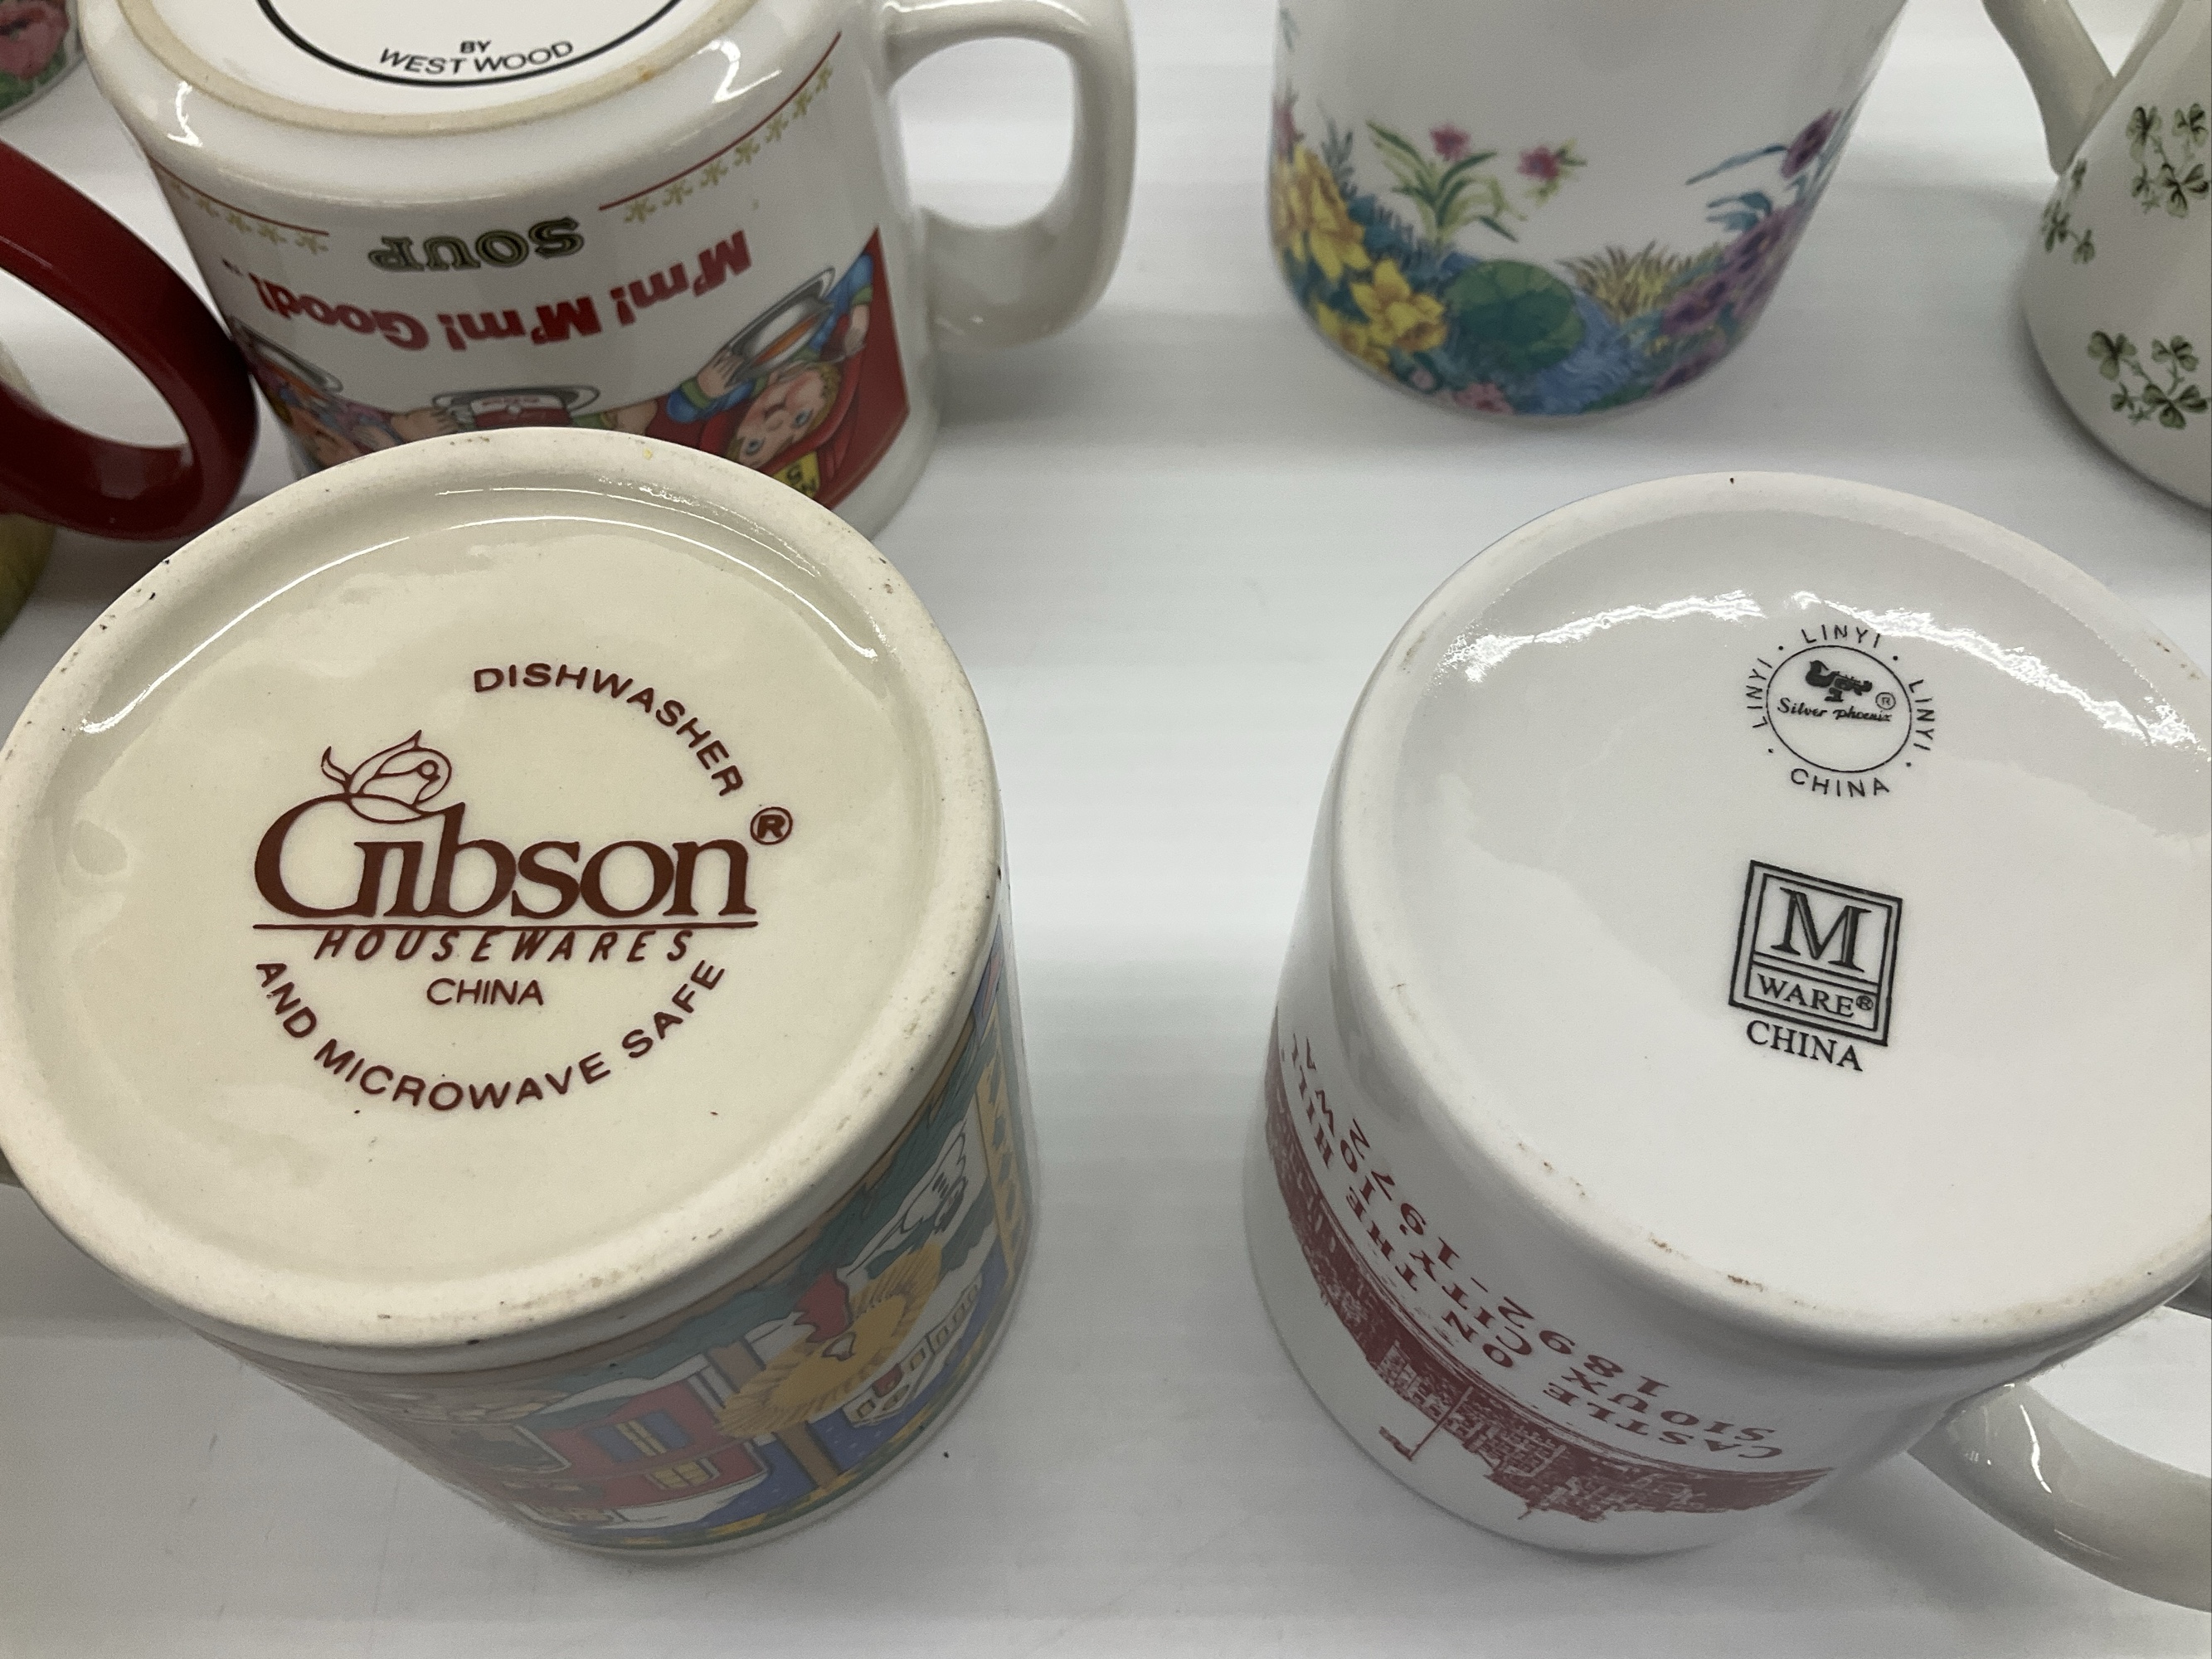 BY
WEST WOOD
SOUP
M'm! M'm! Good!
™
DISHWASHER
Gibson®
HOUSEWARES
CHINA
AND MICROWAVE SAFE
· LINYI · LINYI · LINYI ·
Silver phoenix ®
CHINA
M
WARE®
CHINA
CASTLE ON THE HILL
SIOUX CITY IOWA
1892-1972